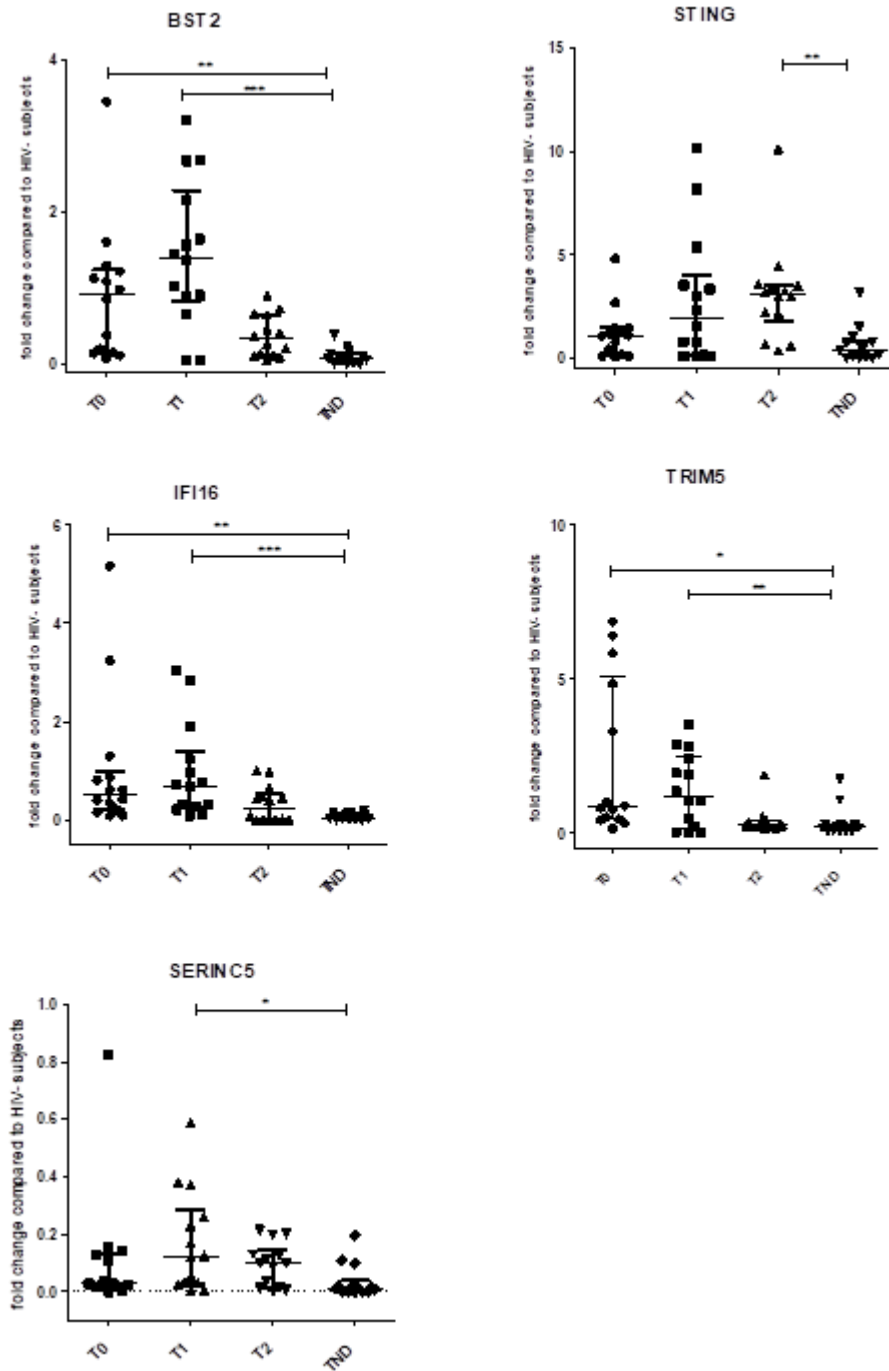 BST2
fold change compared to HIV- subjects
4
2
0
**
***
T0
T1
T2
TND
STING
fold change compared to HIV- subjects
15
10
5
0
**
T0
T1
T2
TND
IFI16
fold change compared to HIV- subjects
6
4
2
0
**
***
T0
T1
T2
TND
TRIM5
fold change compared to HIV- subjects
10
5
0
*
**
T0
T1
T2
TND
SERINC5
fold change compared to HIV-subjects
1.0
0.8
0.6
0.4
0.2
0.0
*
T0
T1
T2
TND